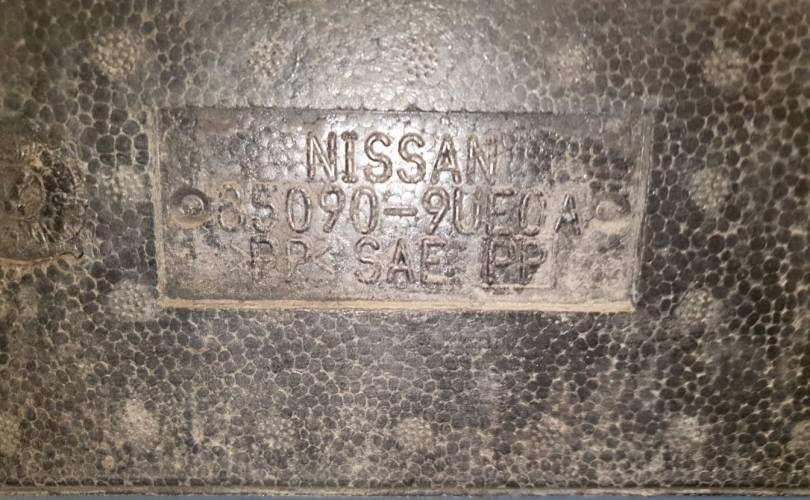 NISSAN
85090-9UE0A
>PP< SAE PP